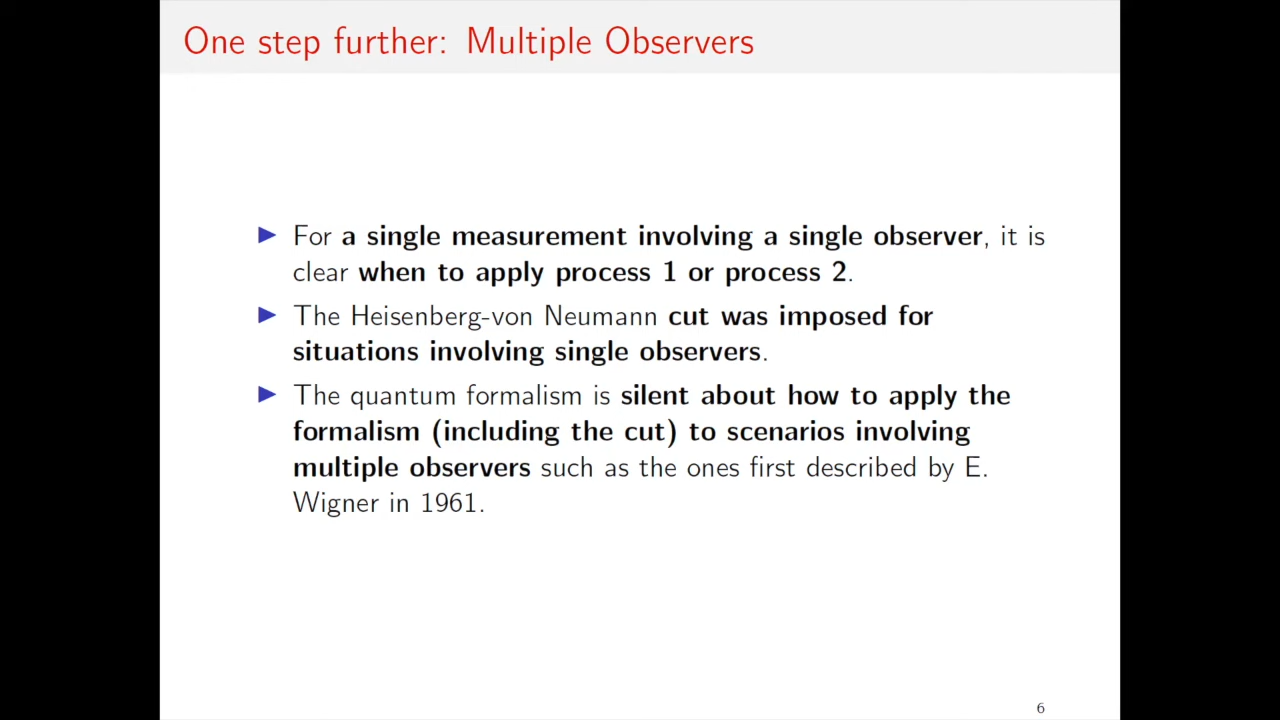 One step further: Multiple Observers
For a single measurement involving a single observer, it is
clear when to apply process 1 or process 2.
The Heisenberg-von Neumann cut was imposed for
situations involving single observers.
The quantum formalism is silent about how to apply the
formalism (including the cut) to scenarios involving
multiple observers such as the ones first described by E.
Wigner in 1961.
6